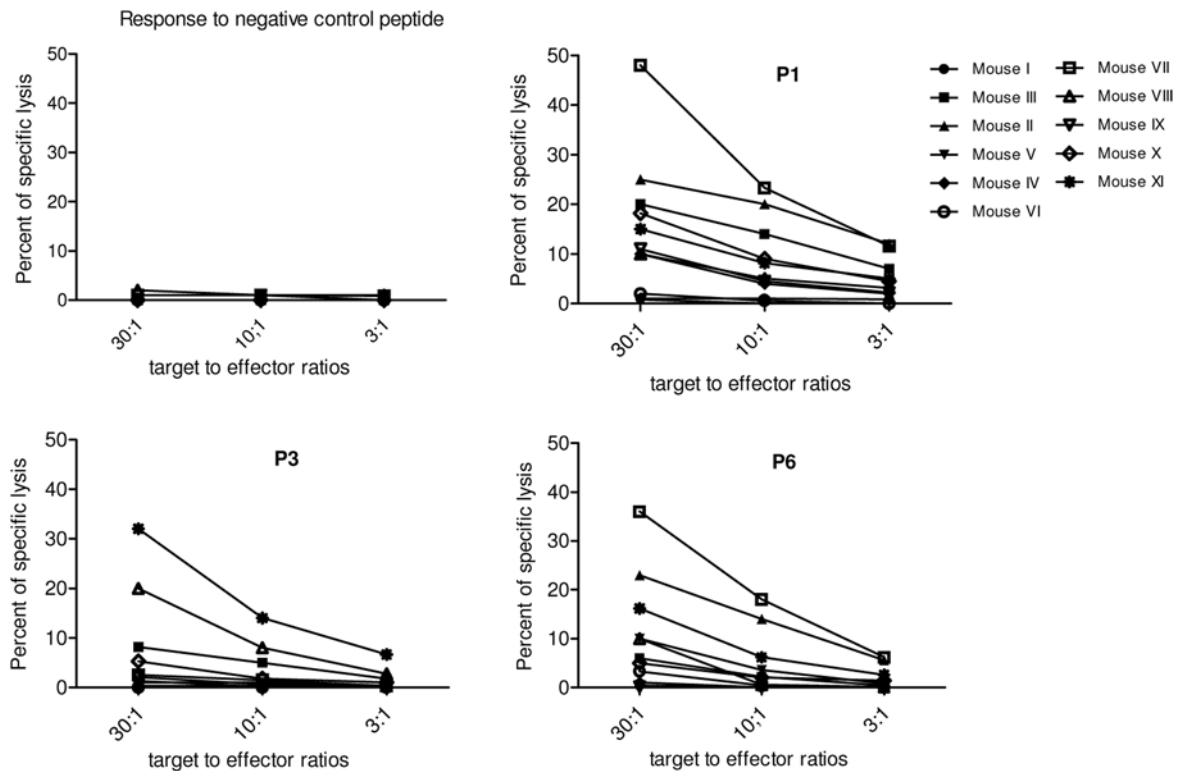 Response to negative control peptide
Percent of specific lysis
50
40
30
20
10
0
30:1
10;1
3:1
target to effector ratios
P1
Percent of specific lysis
50
40
30
20
10
0
30:1
10:1
3:1
target to effector ratios
Mouse I
Mouse III
Mouse II
Mouse V
Mouse IV
Mouse VI
Mouse VII
Mouse VIII
Mouse IX
Mouse X
Mouse XI
P3
Percent of specific lysis
50
40
30
20
10
0
30:1
10:1
3:1
target to effector ratios
P6
Percent of specific lysis
50
40
30
20
10
0
30:1
10;1
3:1
target to effector ratios